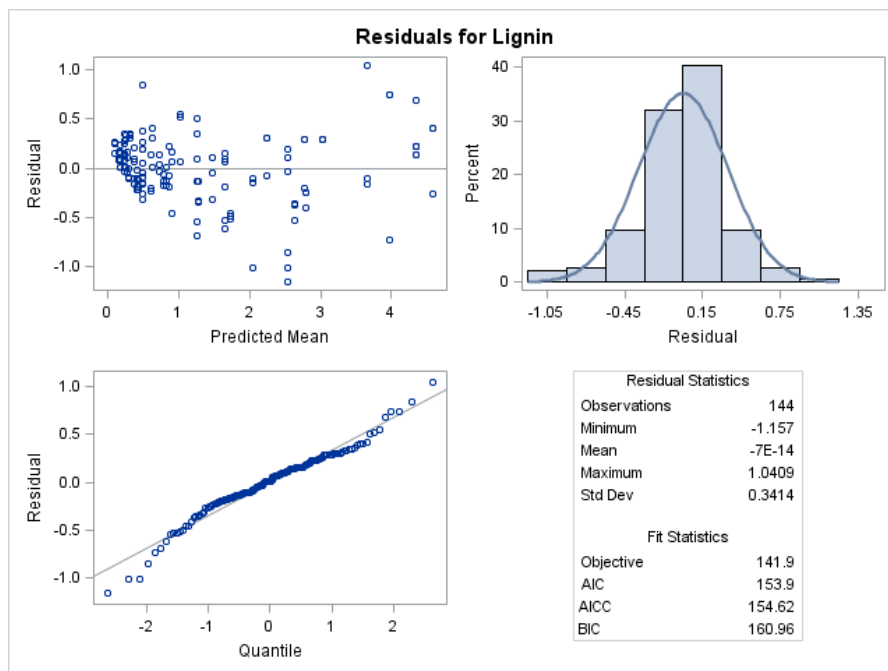 Residuals for Lignin
1.0
0.5
0.0
-0.5
-1.0
Residual
0 1 2 3 4
Predicted Mean
40
30
20
10
0
Percent
-1.05 -0.45 0.15 0.75 1.35
Residual
1.0
0.5
0.0
-0.5
-1.0
Residual
-2 -1 0 1 2
Quantile
Residual Statistics
Observations 144
Minimum -1.157
Mean -7E-14
Maximum 1.0409
Std Dev 0.3414
Fit Statistics
Objective 141.9
AIC 153.9
AICC 154.62
BIC 160.96